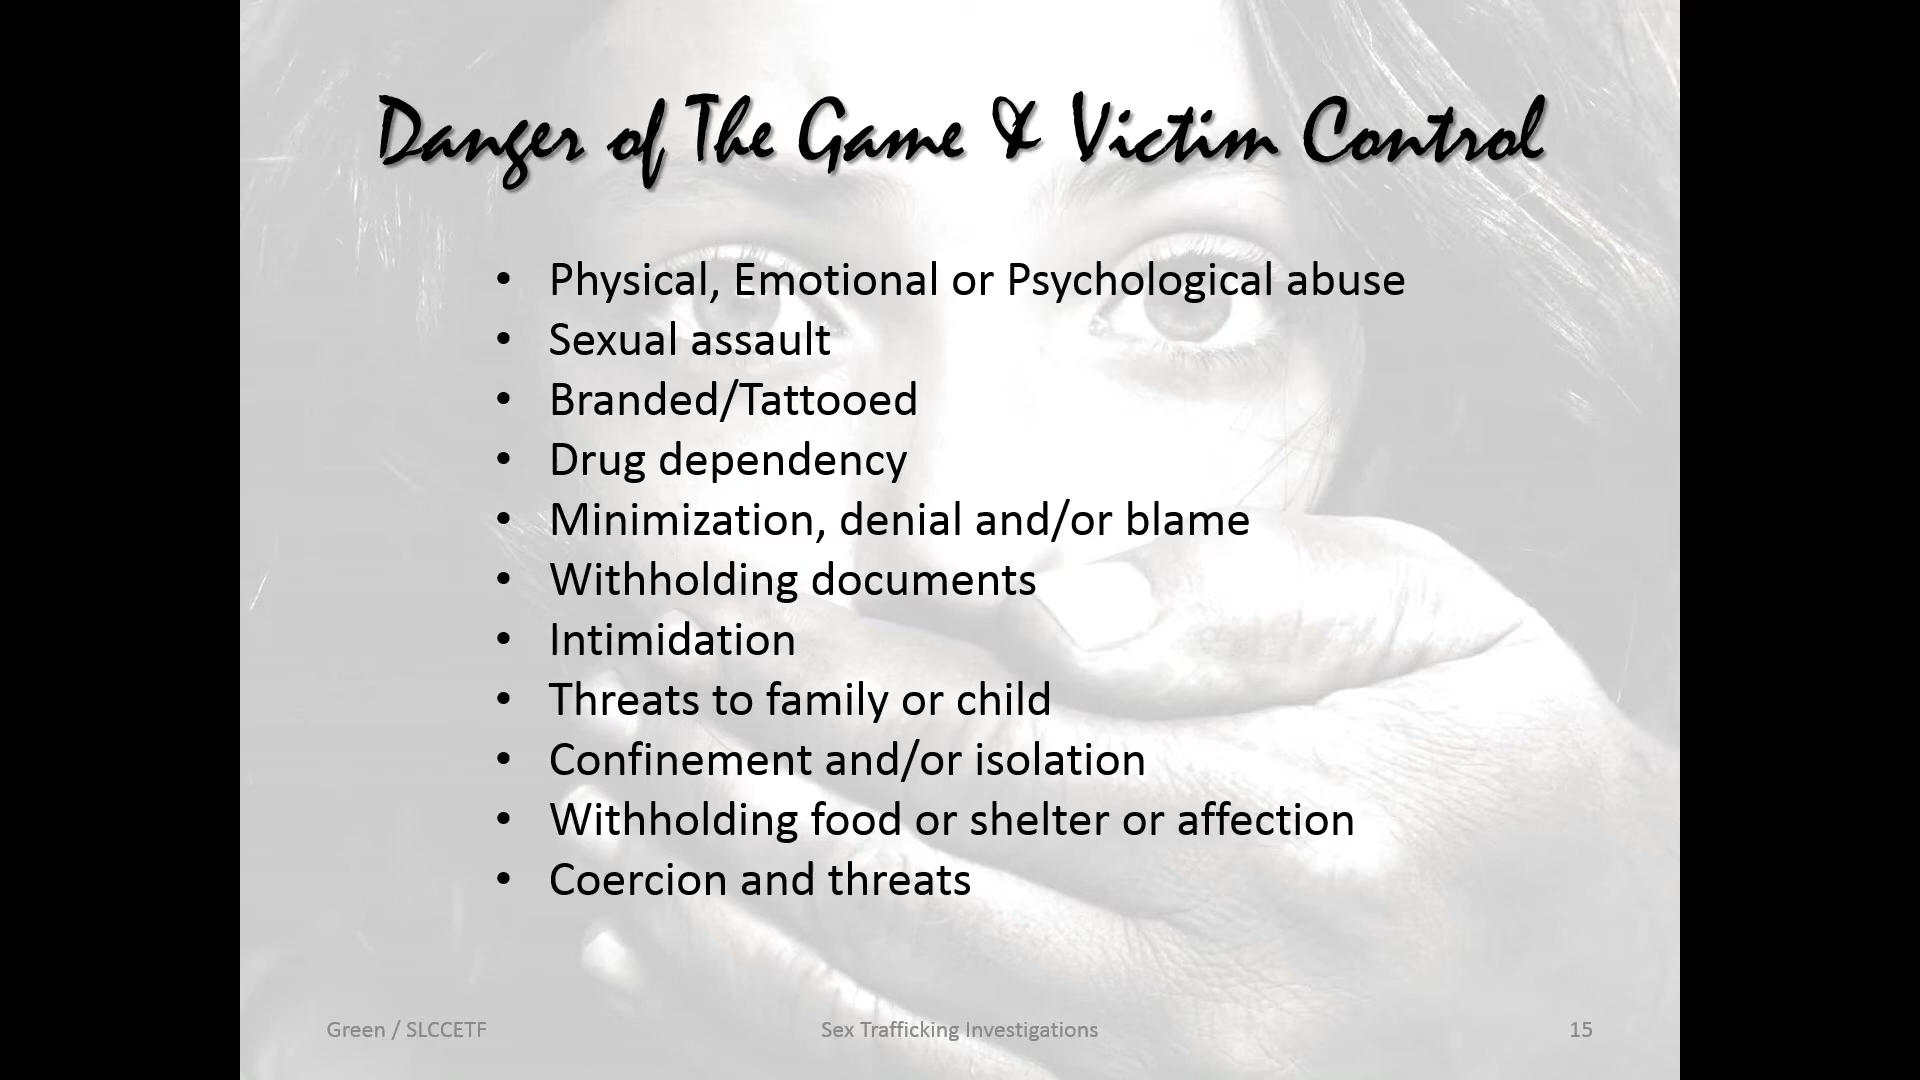 Danger of The Game & Victim Control
• Physical, Emotional or Psychological abuse
• Sexual assault
• Branded/Tattooed
• Drug dependency
• Minimization, denial and/or blame
• Withholding documents
• Intimidation
• Threats to family or child
• Confinement and/or isolation
• Withholding food or shelter or affection
• Coercion and threats
Green / SLCCETF
Sex Trafficking Investigations
15